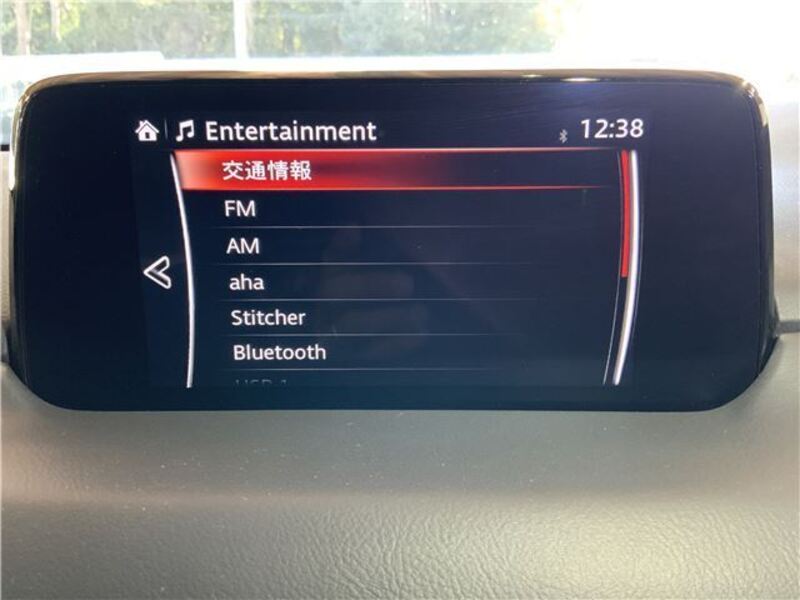 Entertainment
12:38
交通情報
FM
AM
aha
Stitcher
Bluetooth